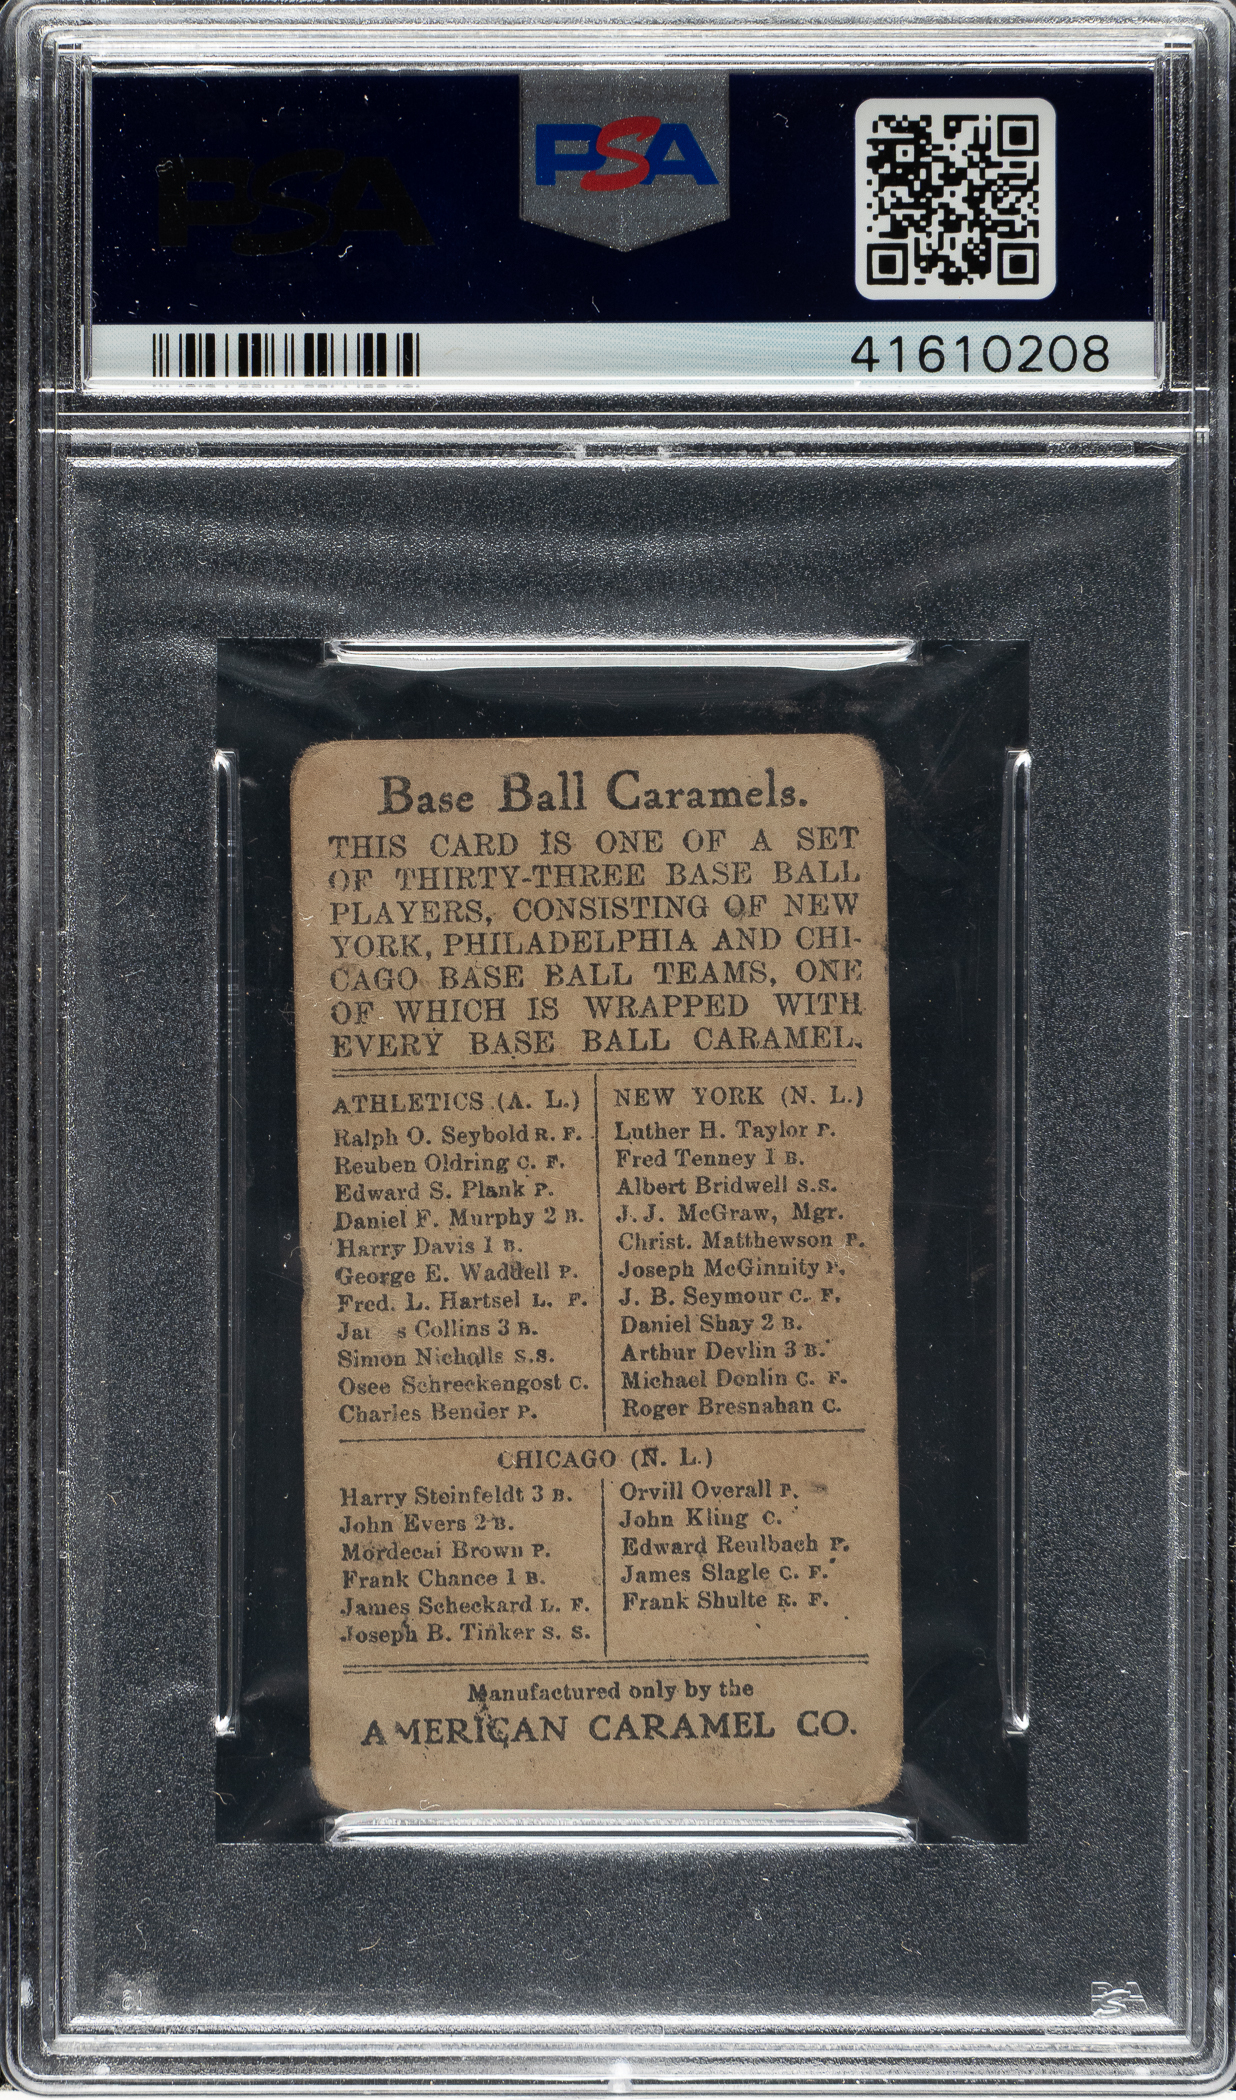 PSA
PSA
41610208
Base Ball Caramels.
THIS CARD IS ONE OF A SET
OF THIRTY-THREE BASE BALL
PLAYERS, CONSISTING OF NEW
YORK, PHILADELPHIA AND CHI-
CAGO BASE BALL TEAMS, ONE
OF WHICH IS WRAPPED WITH
EVERY BASE BALL CARAMEL.
ATHLETICS (A. L.)
Ralph O. Seybold R. F.
Reuben Oldring C. F.
Edward S. Plank P.
Daniel F. Murphy 2 B.
Harry Davis 1 B.
George E. Waddell P.
Fred. L. Hartsel L. F.
Ja s Collins 3 B.
Simon Nicholls S.S.
Osee Schreckengost C.
Charles Bender P.
NEW YORK (N. L.)
Luther H. Taylor P.
Fred Tenney 1 B.
Albert Bridwell S.S.
J. J. McGraw, Mgr.
Christ. Matthewson P.
Joseph McGinnity P.
J. B. Seymour C. F.
Daniel Shay 2 B.
Arthur Devlin 3 B.
Michael Donlin C. F.
Roger Bresnahan C.
CHICAGO (N. L.)
Harry Steinfeldt 3 B.
John Evers 2 B.
Mordecai Brown P.
Frank Chance 1 B.
James Scheckard L. F.
Joseph B. Tinker S. S.
Orvill Overall P.
John Kling C.
Edward Reulbach P.
James Slagle C. F.
Frank Shulte R. F.
Manufactured only by the
AMERICAN CARAMEL CO.
PSA